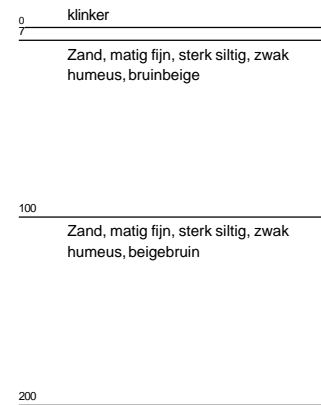 klinker
0
7
Zand, matig fijn, sterk siltig, zwak
humeus, bruinbeige
100
Zand, matig fijn, sterk siltig, zwak
humeus, beigebruin
200